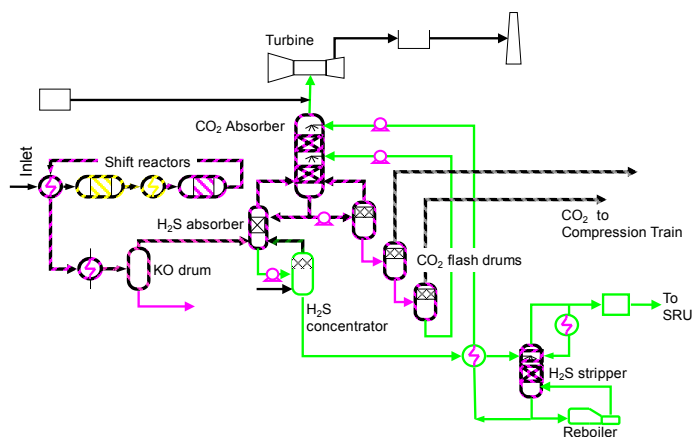 Turbine
CO₂ Absorber
Inlet
Shift reactors
H₂S absorber
KO drum
CO₂ flash drums
CO₂ to
Compression Train
H₂S
concentrator
To
SRU
H₂S stripper
Reboiler